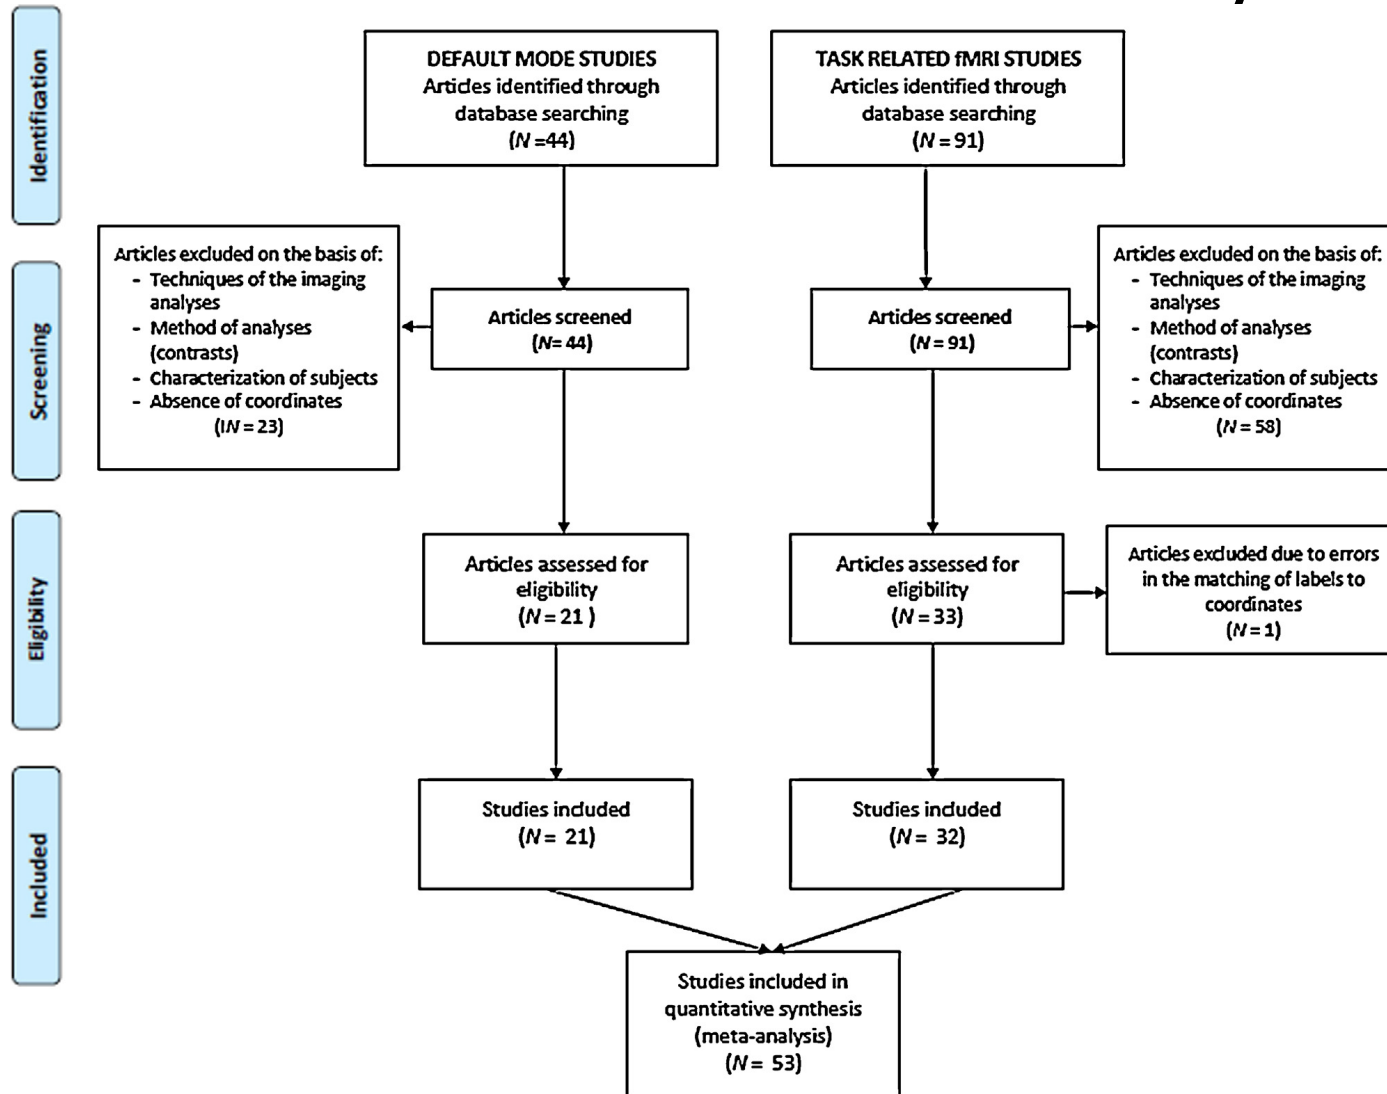 Identification
DEFAULT MODE STUDIES
Articles identified through
database searching
(N =44)
TASK RELATED fMRI STUDIES
Articles identified through
database searching
(N = 91)
Screening
Articles excluded on the basis of:
- Techniques of the imaging
analyses
- Method of analyses
(contrasts)
- Characterization of subjects
- Absence of coordinates
(IN = 23)
Articles screened
(N= 44)
Articles screened
(N = 91)
Articles excluded on the basis of:
- Techniques of the imaging
analyses
- Method of analyses
(contrasts)
- Characterization of subjects
- Absence of coordinates
(N = 58)
Eligibility
Articles assessed for
eligibility
(N = 21 )
Articles assessed for
eligibility
(N = 33)
Articles excluded due to errors
in the matching of labels to
coordinates
(N = 1)
Included
Studies included
(N = 21)
Studies included
(N = 32)
Studies included in
quantitative synthesis
(meta-analysis)
(N = 53)